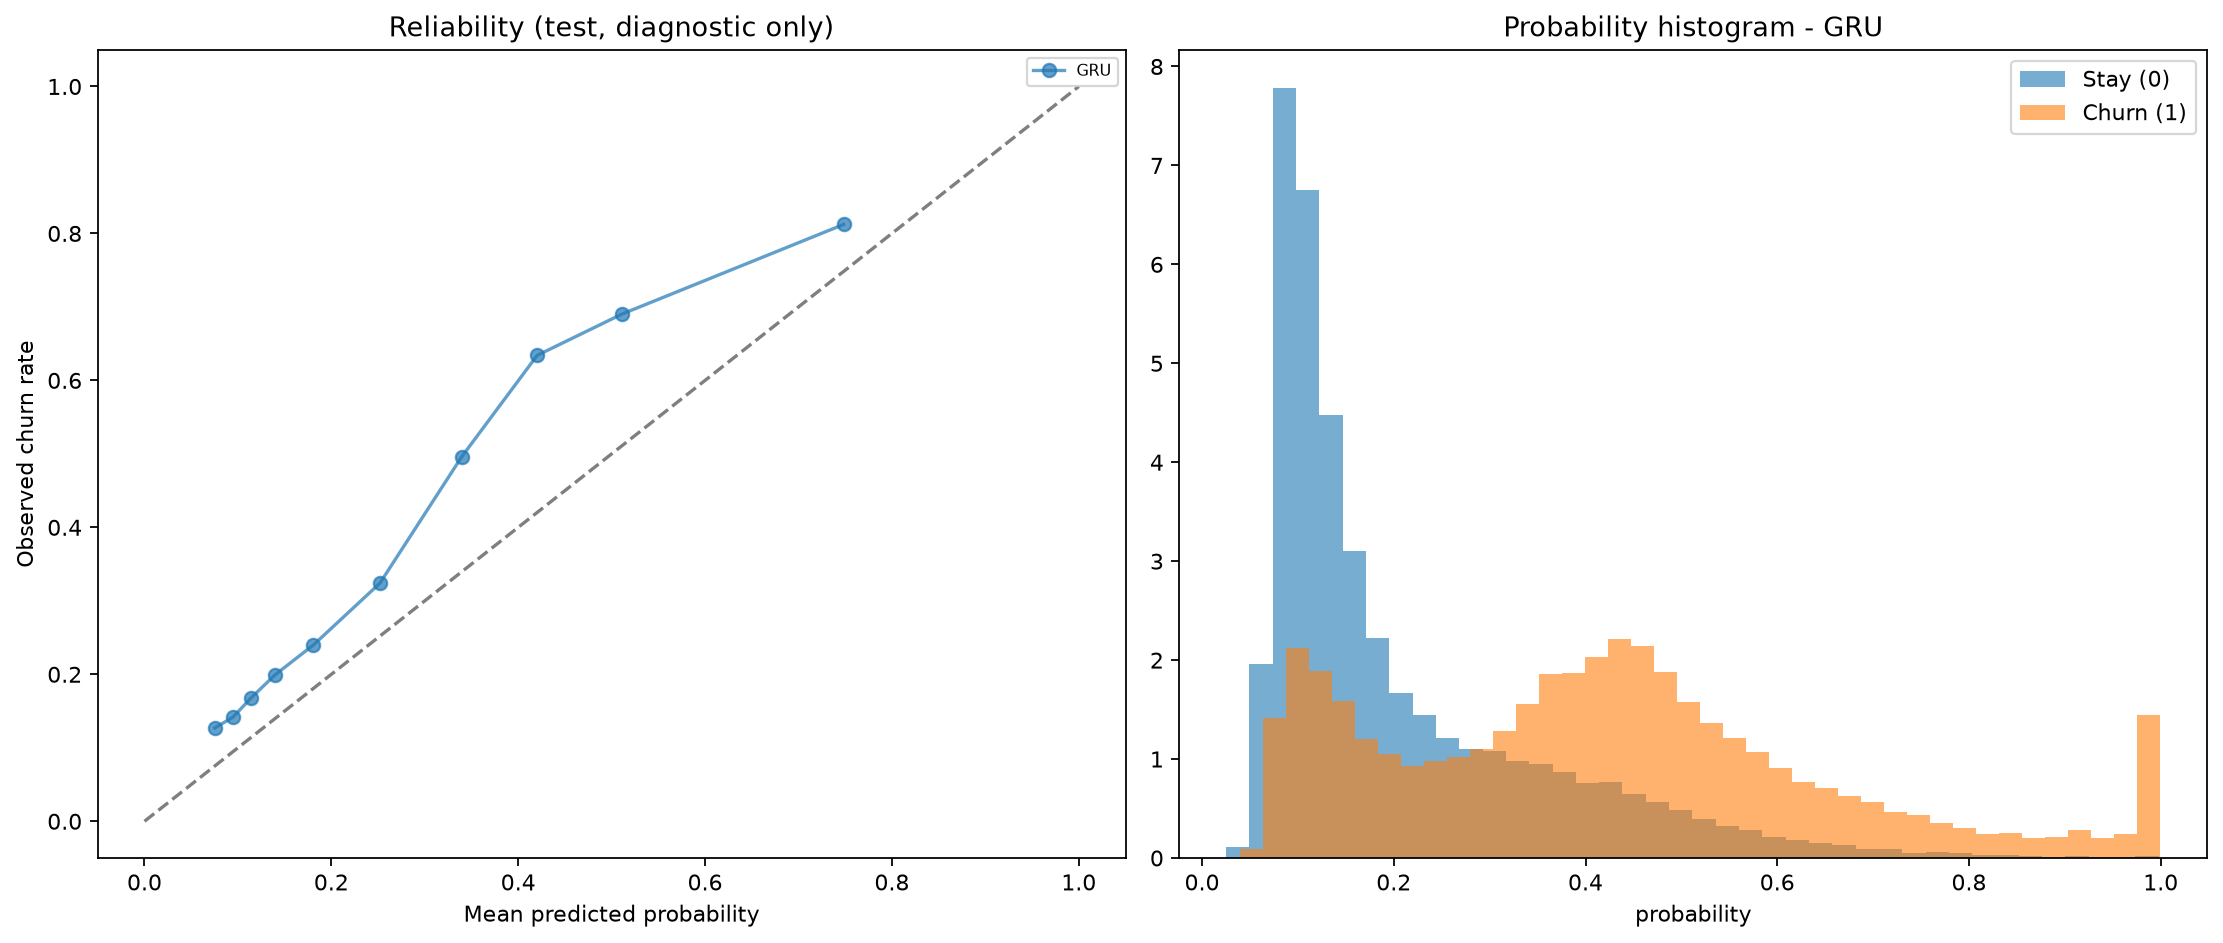 Reliability (test, diagnostic only)
GRU
1.0
0.8
0.6
0.4
0.2
0.0
Observed churn rate
0.0 0.2 0.4 0.6 0.8 1.0
Mean predicted probability
Probability histogram - GRU
Stay (0)
Churn (1)
8
7
6
5
4
3
2
1
0
0.0 0.2 0.4 0.6 0.8 1.0
probability